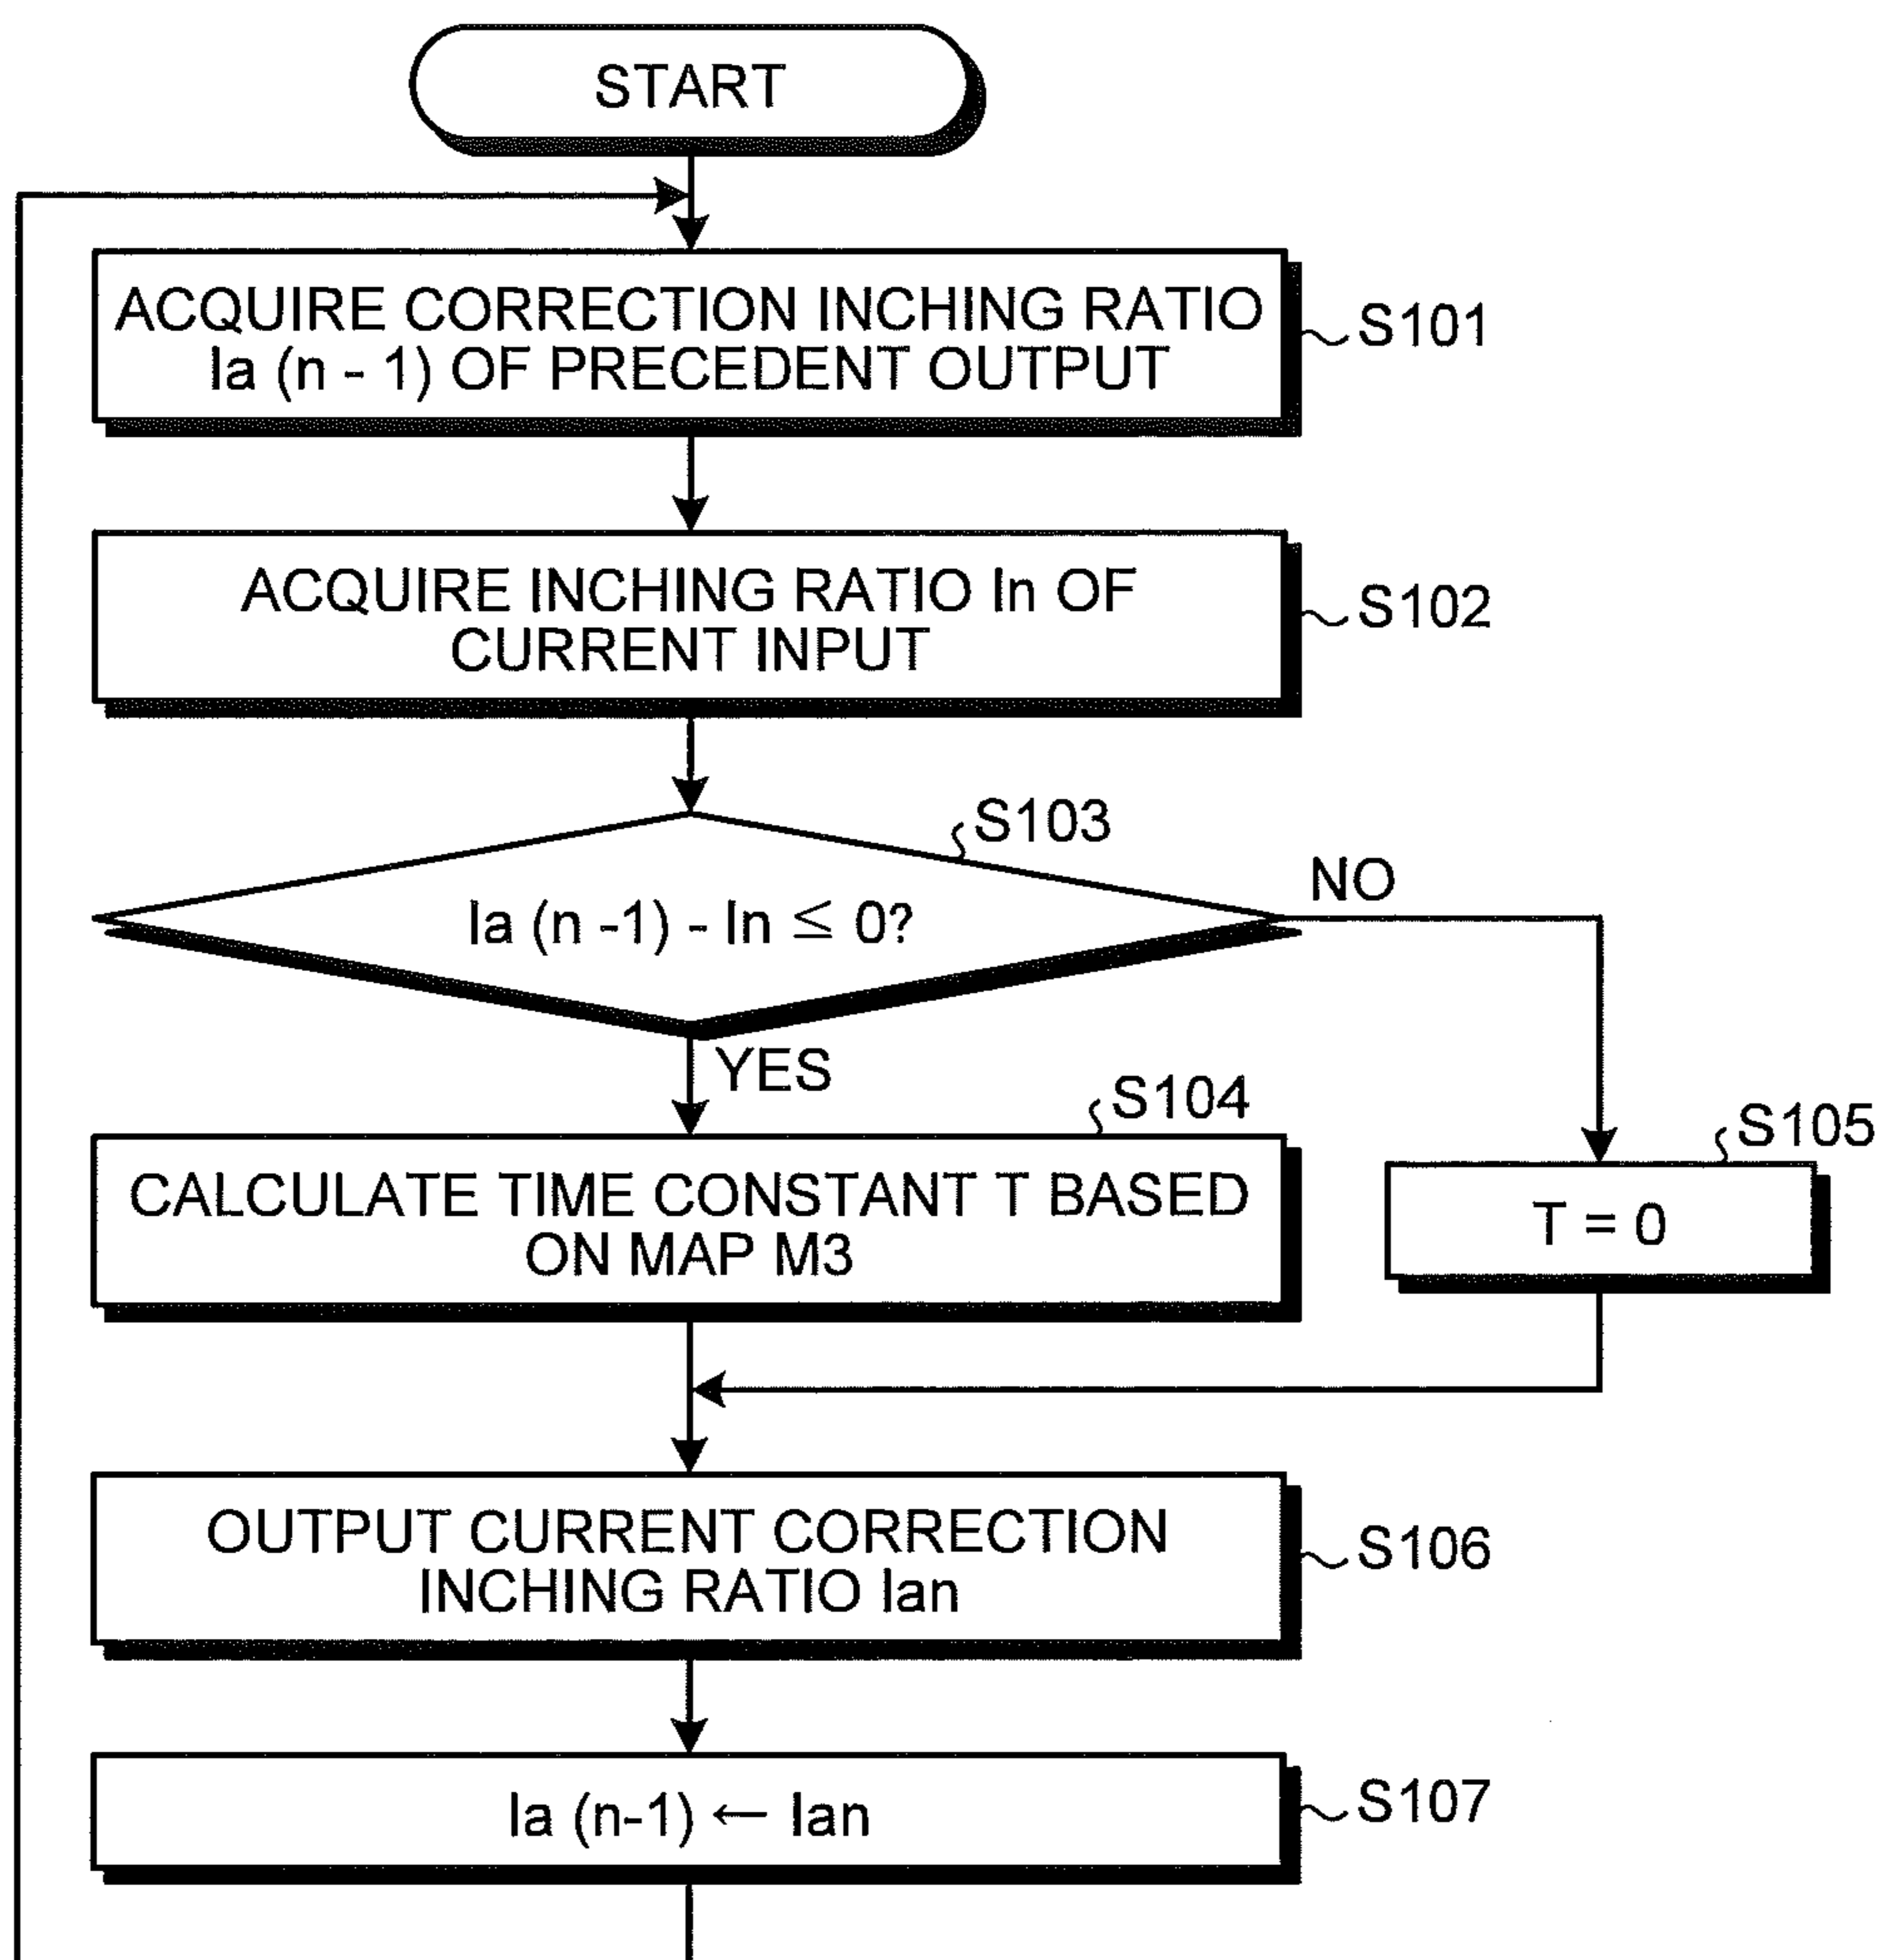 START
ACQUIRE CORRECTION INCHING RATIO
Ia (n - 1) OF PRECEDENT OUTPUT
S101
ACQUIRE INCHING RATIO In OF
CURRENT INPUT
S102
S103
Ia (n -1) - In ≤ 0?
NO
YES
S104
CALCULATE TIME CONSTANT T BASED
ON MAP M3
S105
T = 0
OUTPUT CURRENT CORRECTION
INCHING RATIO Ian
S106
Ia (n-1) ← Ian
S107